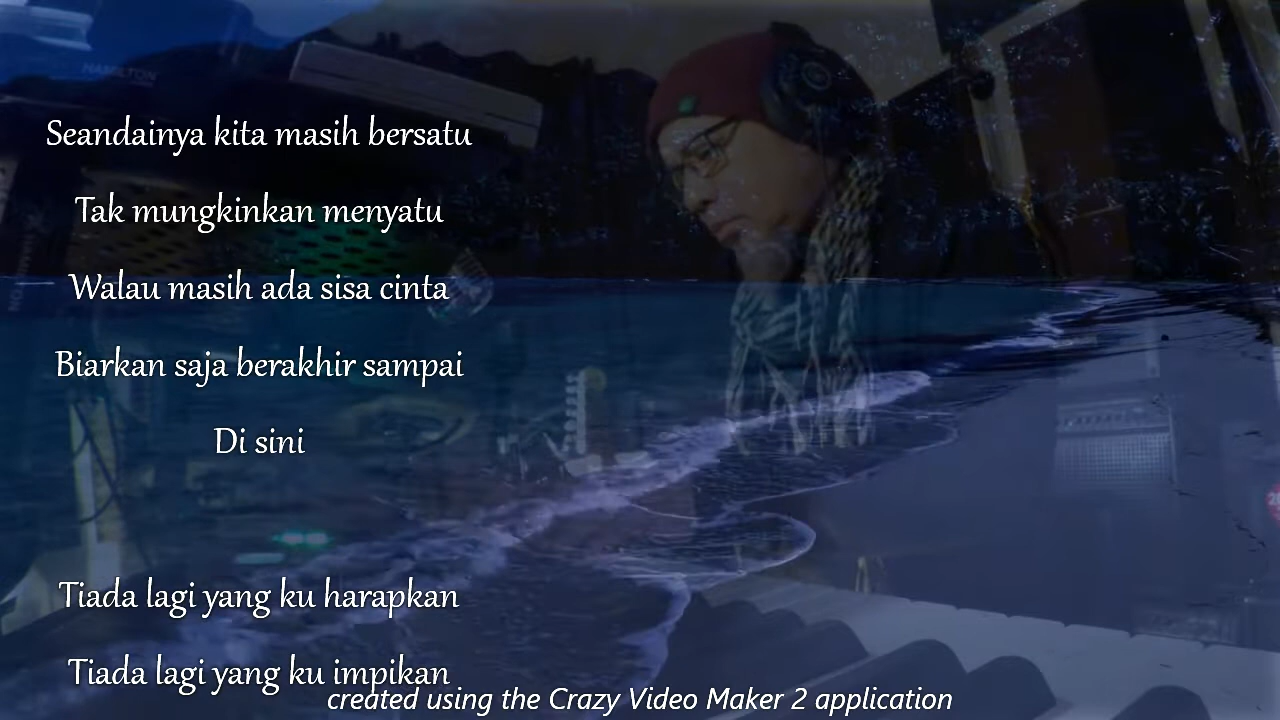 HAMILTON
Seandainya kita masih bersatu
Tak mungkinkan menyatu
Walau masih ada sisa cinta
Biarkan saja berakhir sampai
Di sini
Tiada lagi yang ku harapkan
Tiada lagi yang ku impikan
created using the Crazy Video Maker 2 application